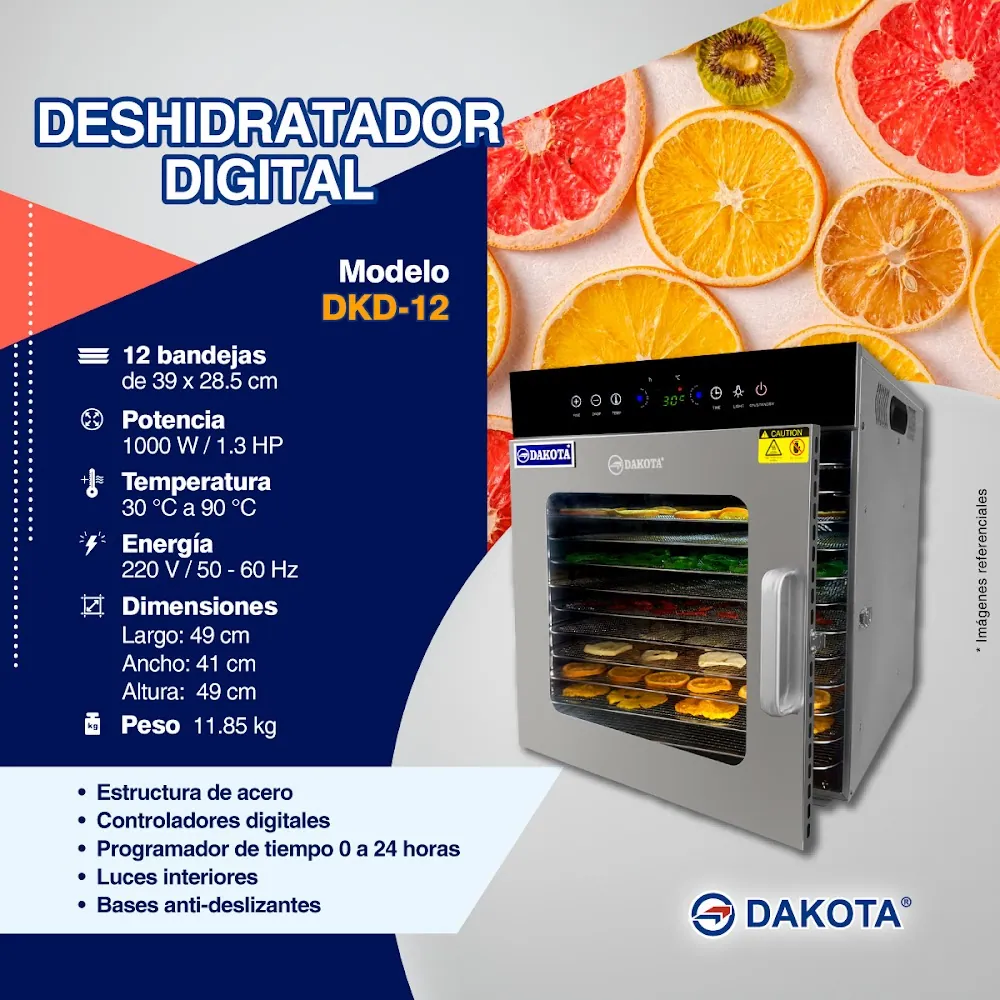 DESHIDRATADOR
DIGITAL
Modelo
DKD-12
12 bandejas
de 39 x 28.5 cm
Potencia
1000 W / 1.3 HP
Temperatura
30 °C a 90 °C
Energía
220 V / 50 - 60 Hz
Dimensiones
Largo: 49 cm
Ancho: 41 cm
Altura: 49 cm
kg
Peso 11.85 kg
• Estructura de acero
• Controladores digitales
• Programador de tiempo 0 a 24 horas
• Luces interiores
• Bases anti-deslizantes
h °C
30°C
TIME LIGHT
DAKOTA®
DAKOTA®
CAUTION
* Imágenes referenciales
DAKOTA®